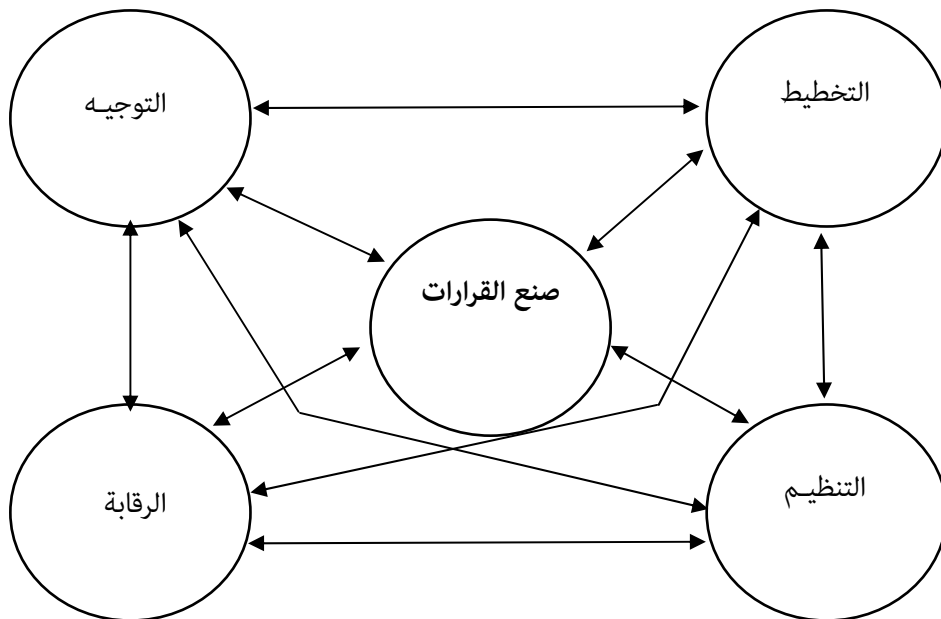 التخطيط
التوجيـه
صنع القرارات
التنظيـم
الرقابة